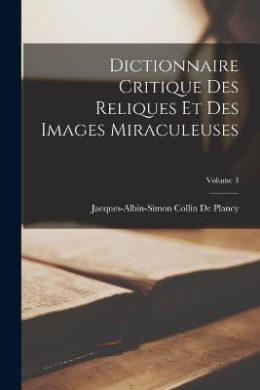 Dictionnaire
Critique Des
Reliques Et Des
Images Miraculeuses
Volume 3
Jacques-Albin-Simon Collin De Plancy